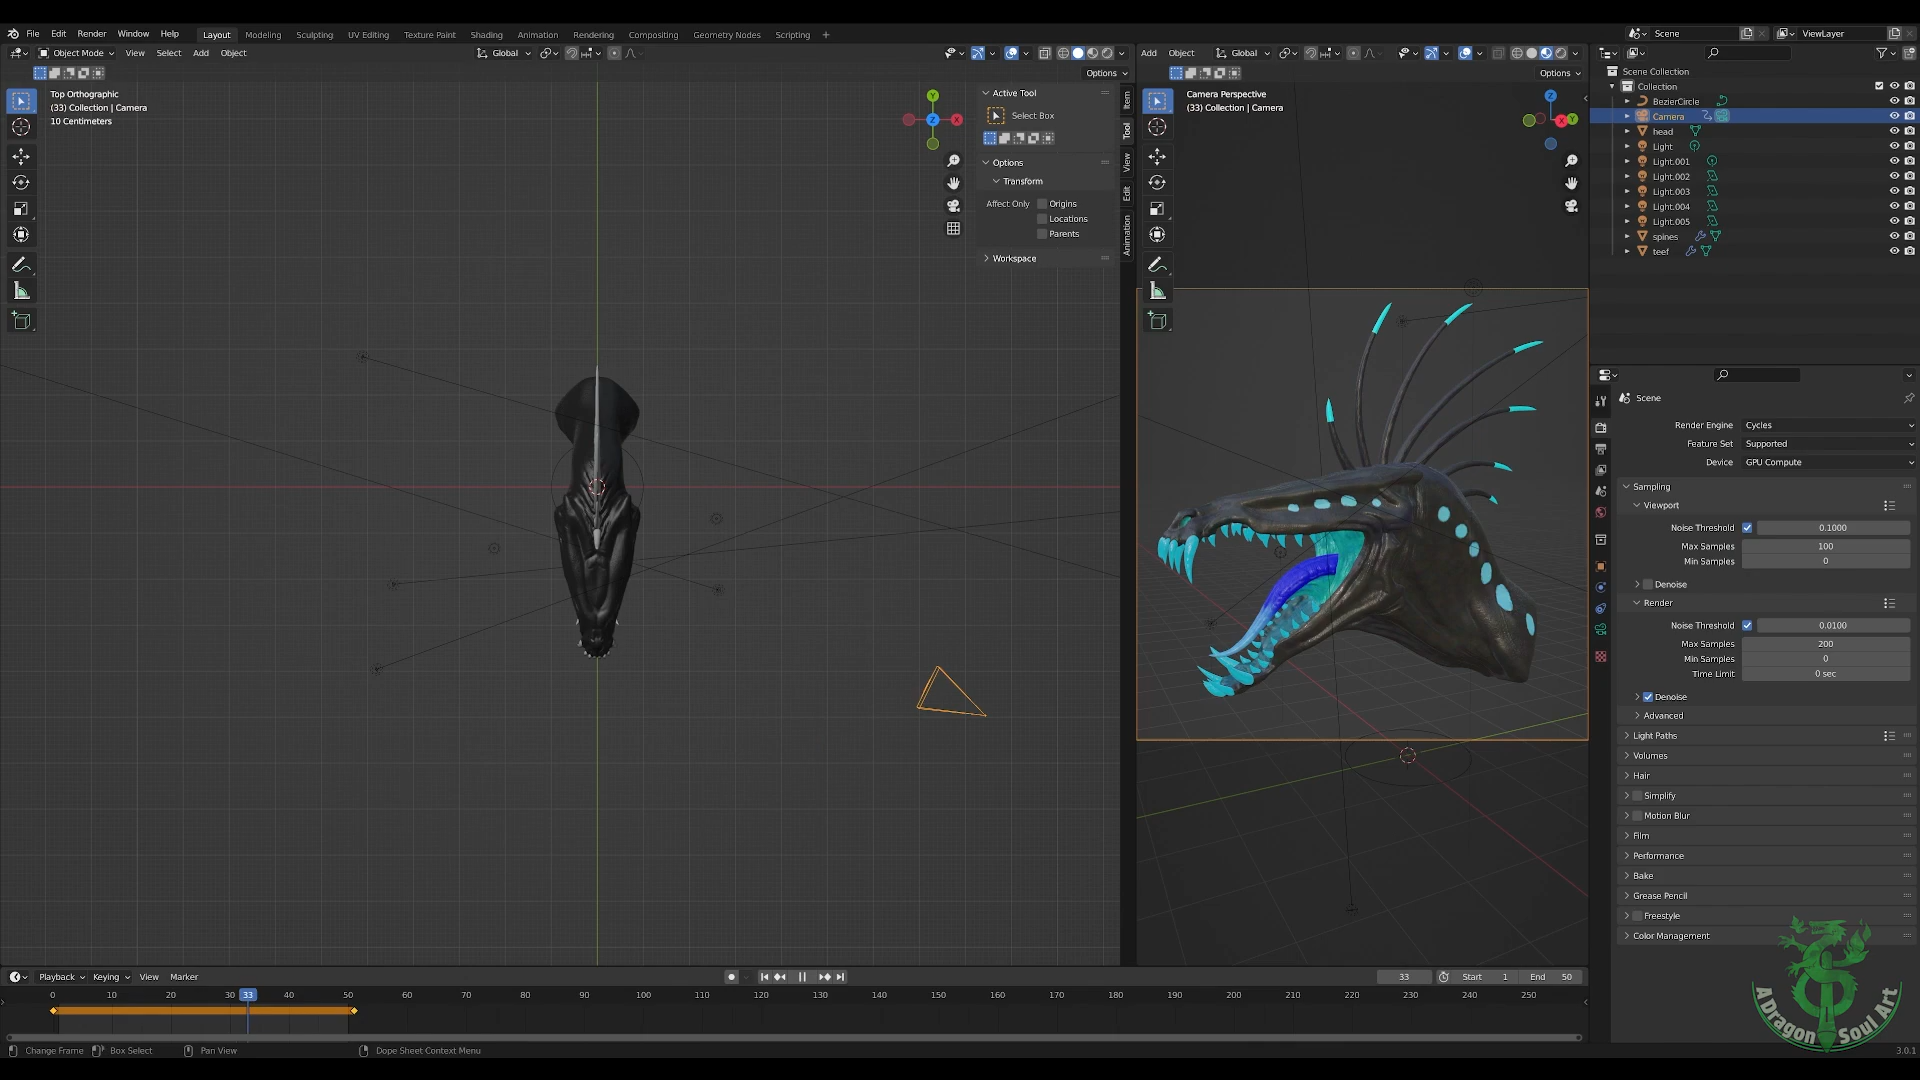 File Edit Render Window Help Layout Modeling Sculpting UV Editing Texture Paint Shading Animation Rendering Compositing Geometry Nodes Scripting + Scene ViewLayer
Object Mode View Select Add Object Global Add Object Global
Options Options
Top Orthographic
(33) Collection | Camera
10 Centimeters
Y
Z
X
Active Tool
Select Box
Options
Transform
Affect Only Origins
Locations
Parents
Workspace
Item
Tool
View
Edit
Animation
Camera Perspective
(33) Collection | Camera
Z
X
Y
Scene Collection
Collection
BezierCircle
Camera
head
Light
Light.001
Light.002
Light.003
Light.004
Light.005
spines
teef
Scene
Render Engine Cycles
Feature Set Supported
Device GPU Compute
Sampling
Viewport
Noise Threshold 0.1000
Max Samples 100
Min Samples 0
Denoise
Render
Noise Threshold 0.0100
Max Samples 200
Min Samples 0
Time Limit 0 sec
Denoise
Advanced
Light Paths
Volumes
Hair
Simplify
Motion Blur
Film
Performance
Bake
Grease Pencil
Freestyle
Color Management
Playback Keying View Marker 33 Start 1 End 50
0 10 20 30 33 40 50 60 70 80 90 100 110 120 130 140 150 160 170 180 190 200 210 220 230 240 250
Change Frame Box Select Pan View Dope Sheet Context Menu 3.0.1
A Dragon Soul Art